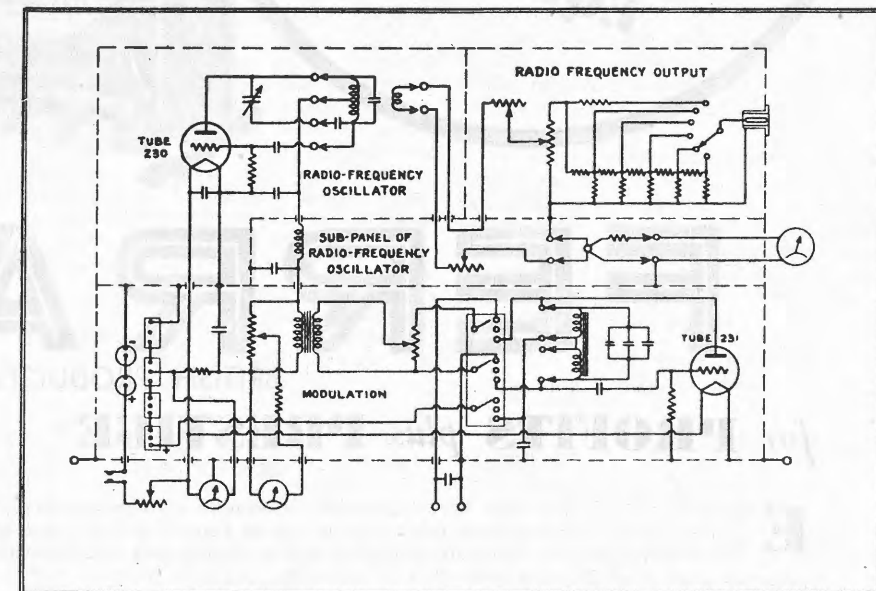 RADIO FREQUENCY OUTPUT
TUBE
230
RADIO-FREQUENCY
OSCILLATOR
SUB-PANEL OF
RADIO-FREQUENCY
OSCILLATOR
TUBE 231
MODULATION
-
+
+